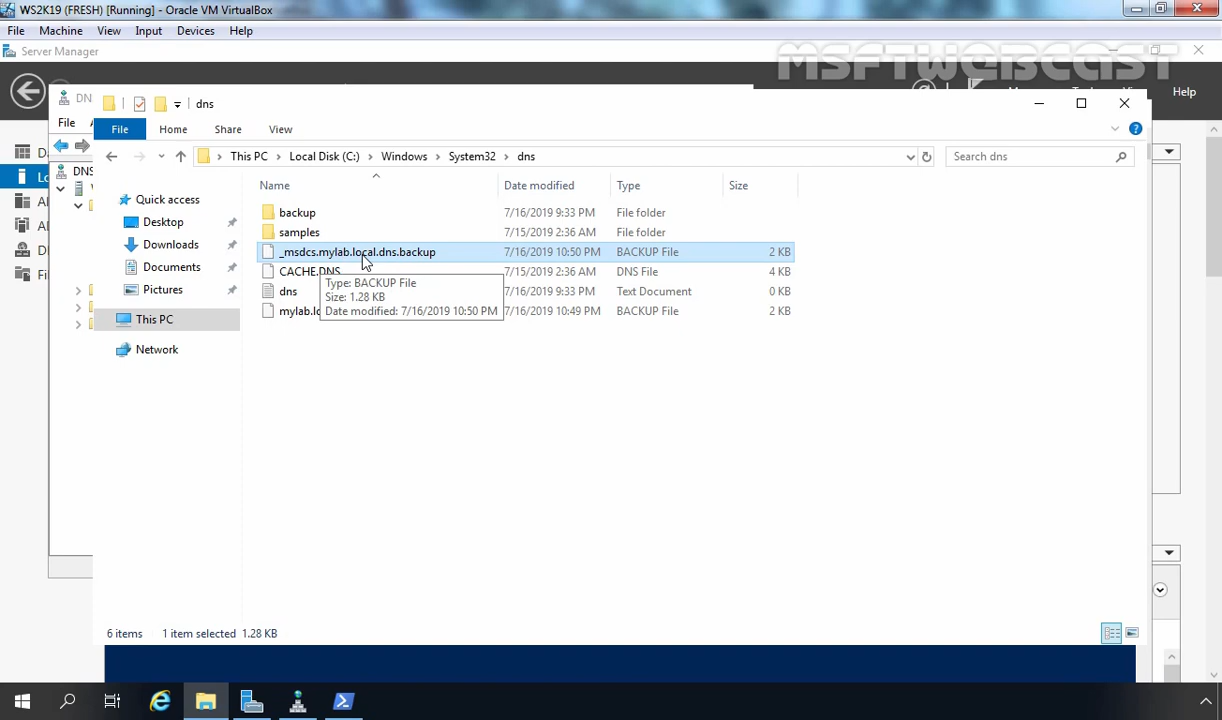 WS2K19 (FRESH) [Running] - Oracle VM VirtualBox
File Machine View Input Devices Help
Server Manager
MSFTWEBCAST
Help
DN
dns
File
File Home Share View
This PC Local Disk (C:) Windows System32 dns
Search dns
DNS
Name Date modified Type Size
Quick access
Desktop
Downloads
Documents
Pictures
This PC
Network
backup 7/16/2019 9:33 PM File folder
samples 7/15/2019 2:36 AM File folder
_msdcs.mylab.local.dns.backup 7/16/2019 10:50 PM BACKUP File 2 KB
CACHE.DNS 7/15/2019 2:36 AM DNS File 4 KB
dns 7/16/2019 9:33 PM Text Document 0 KB
7/16/2019 10:49 PM BACKUP File 2 KB
Type: BACKUP File
Size: 1.28 KB
Date modified: 7/16/2019 10:50 PM
6 items 1 item selected 1.28 KB